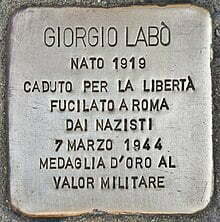 GIORGIO LABÒ
NATO 1919
CADUTO PER LA LIBERTÀ
FUCILATO A ROMA
DAI NAZISTI
7 MARZO 1944
MEDAGLIA D'ORO AL
VALOR MILITARE